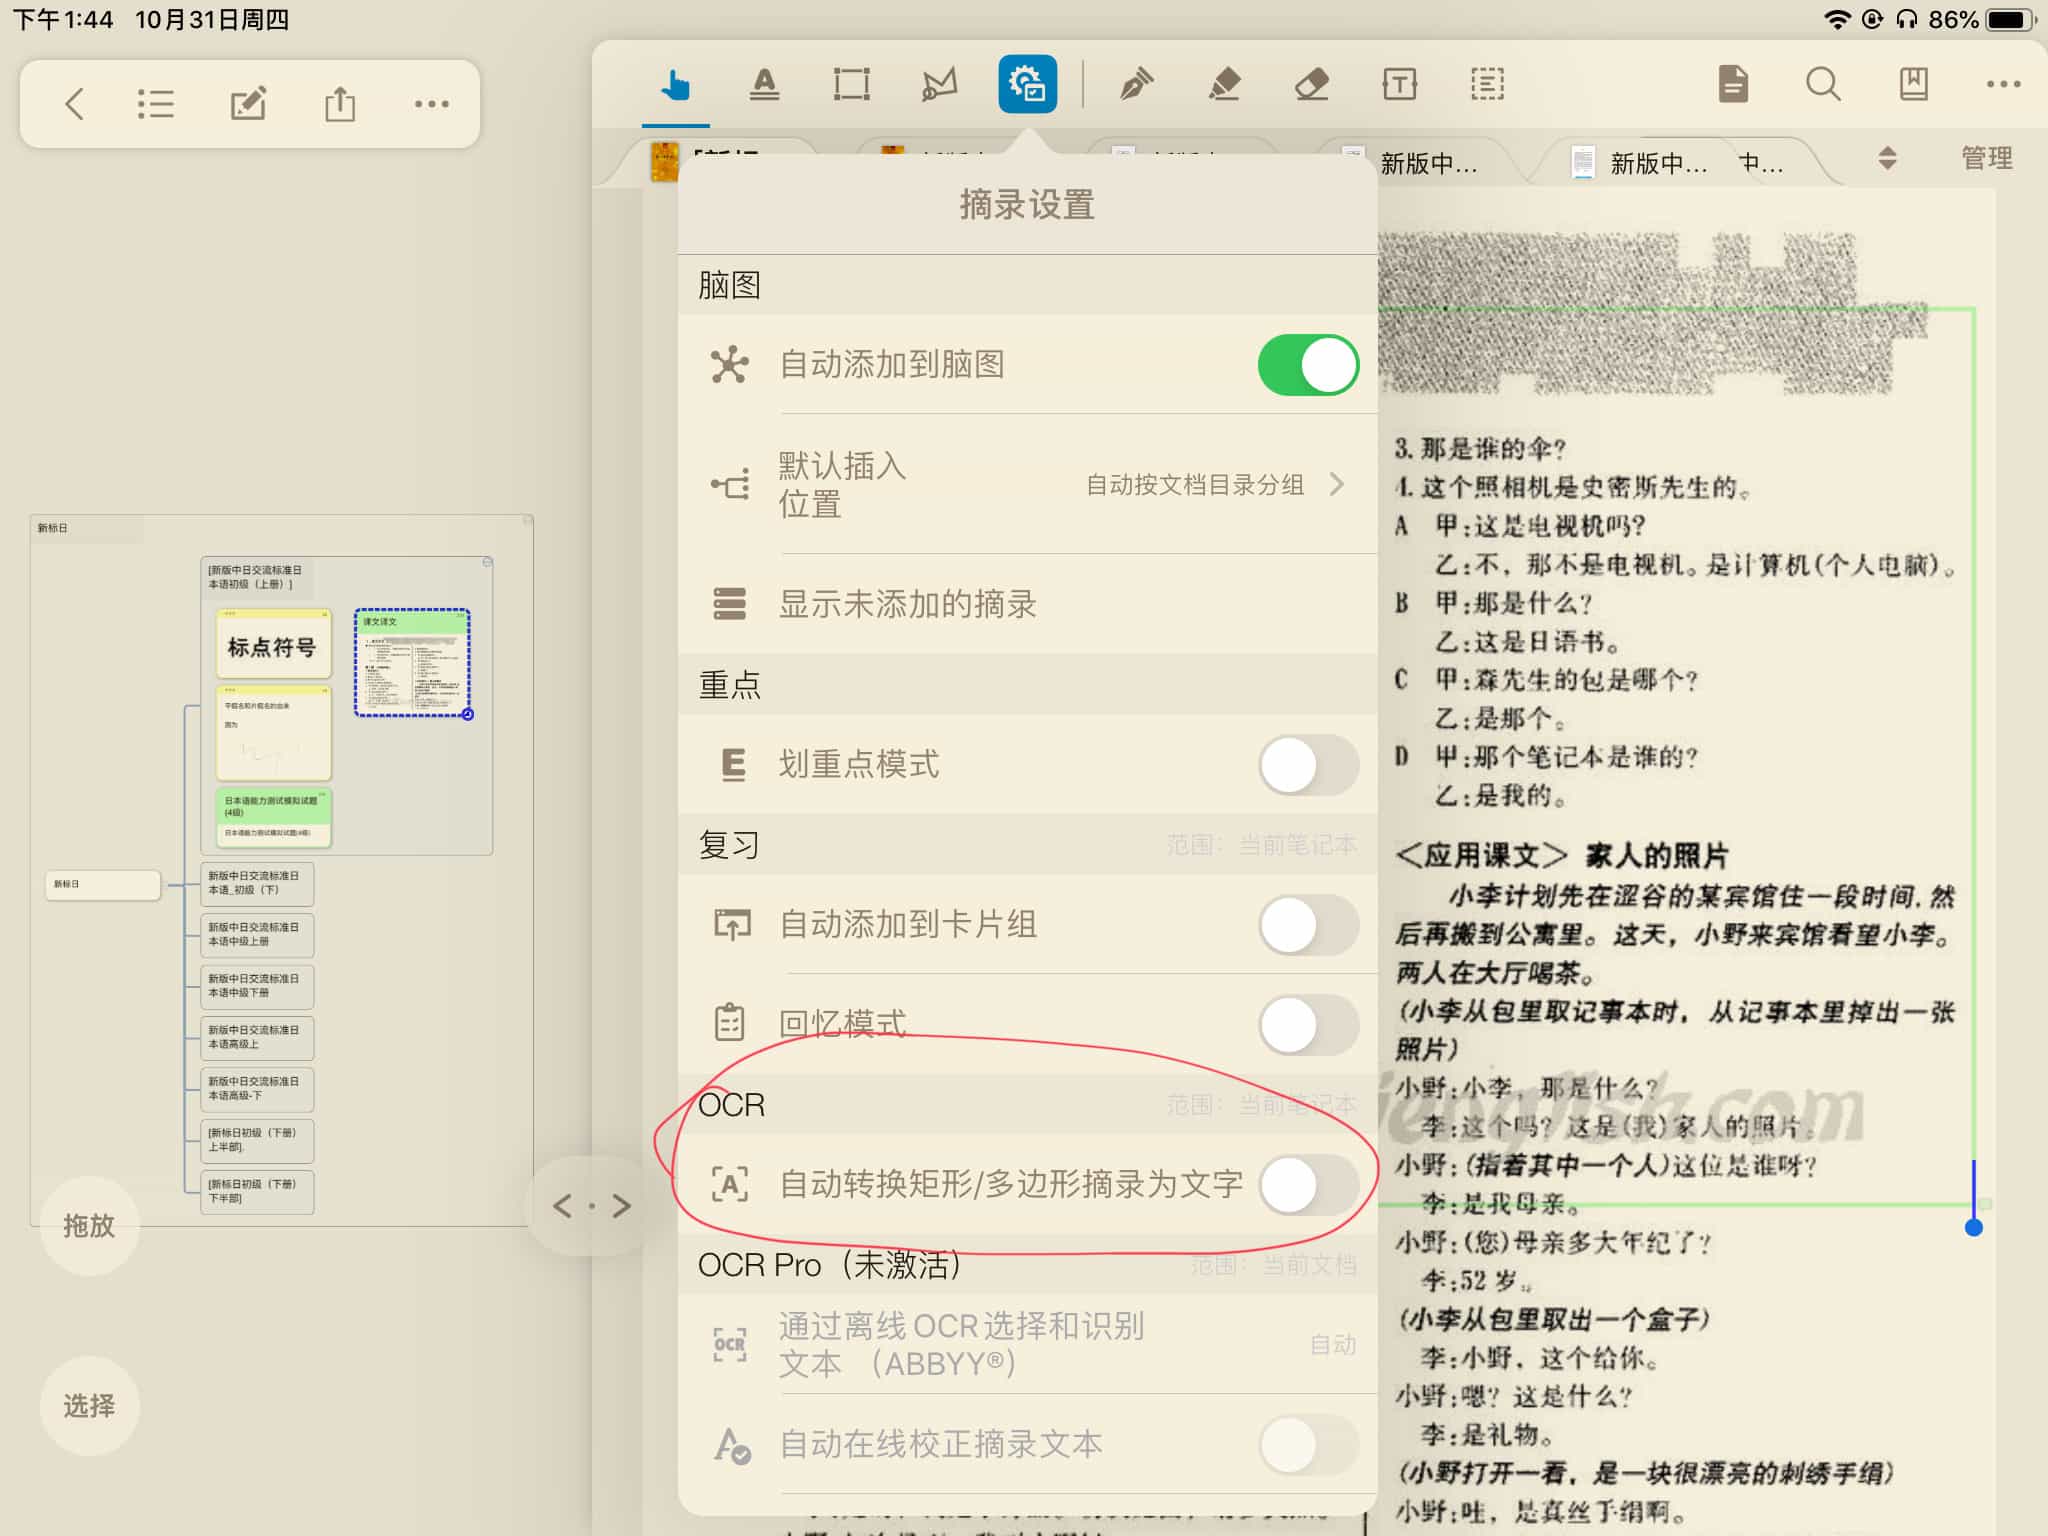 下午1:44 10月31日周四
86%
管理
新版中...
新版中...
中...
摘录设置
脑图
自动添加到脑图
默认插入
位置
自动按文档目录分组
显示未添加的摘录
重点
划重点模式
复习
范围：当前笔记本
自动添加到卡片组
回忆模式
OCR
范围：当前笔记本
自动转换矩形/多边形摘录为文字
OCR Pro（未激活）
范围：当前文档
通过离线 OCR 选择和识别
文本 （ABBYY®）
自动
自动在线校正摘录文本
新标日
[新版中日交流标准日
本语初级（上册）]
标点符号
课文译文
平假名和片假名的由来
因为
日本语能力测试模拟试题
(4级)
日本语能力测试模拟试题(4级)
新标日
新版中日交流标准日
本语_初级（下）
新版中日交流标准日
本语中级上册
新版中日交流标准日
本语中级下册
新版中日交流标准日
本语高级上
新版中日交流标准日
本语高级-下
[新标日初级（下册）
上半部].
[新标日初级（下册）
下半部]
拖放
选择
3. 那是谁的伞?
4. 这个照相机是史密斯先生的。
A 甲:这是电视机吗?
乙:不，那不是电视机。是计算机(个人电脑)。
B 甲:那是什么?
乙:这是日语书。
C 甲:森先生的包是哪个?
乙:是那个。
D 甲:那个笔记本是谁的?
乙:是我的。
<应用课文> 家人的照片
小李计划先在涩谷的某宾馆住一段时间,然
后再搬到公寓里。这天，小野来宾馆看望小李。
两人在大厅喝茶。
(小李从包里取记事本时，从记事本里掉出一张
照片)
小野:小李，那是什么?
李:这个吗? 这是(我)家人的照片。
小野:(指着其中一个人)这位是谁呀?
李:是我母亲。
小野:(您)母亲多大年纪了?
李:52 岁。
(小李从包里取出一个盒子)
李:小野，这个给你。
小野:嗯? 这是什么?
李:是礼物。
(小野打开一看，是一块很漂亮的刺绣手绢)
小野:哇，是真丝手绢啊。